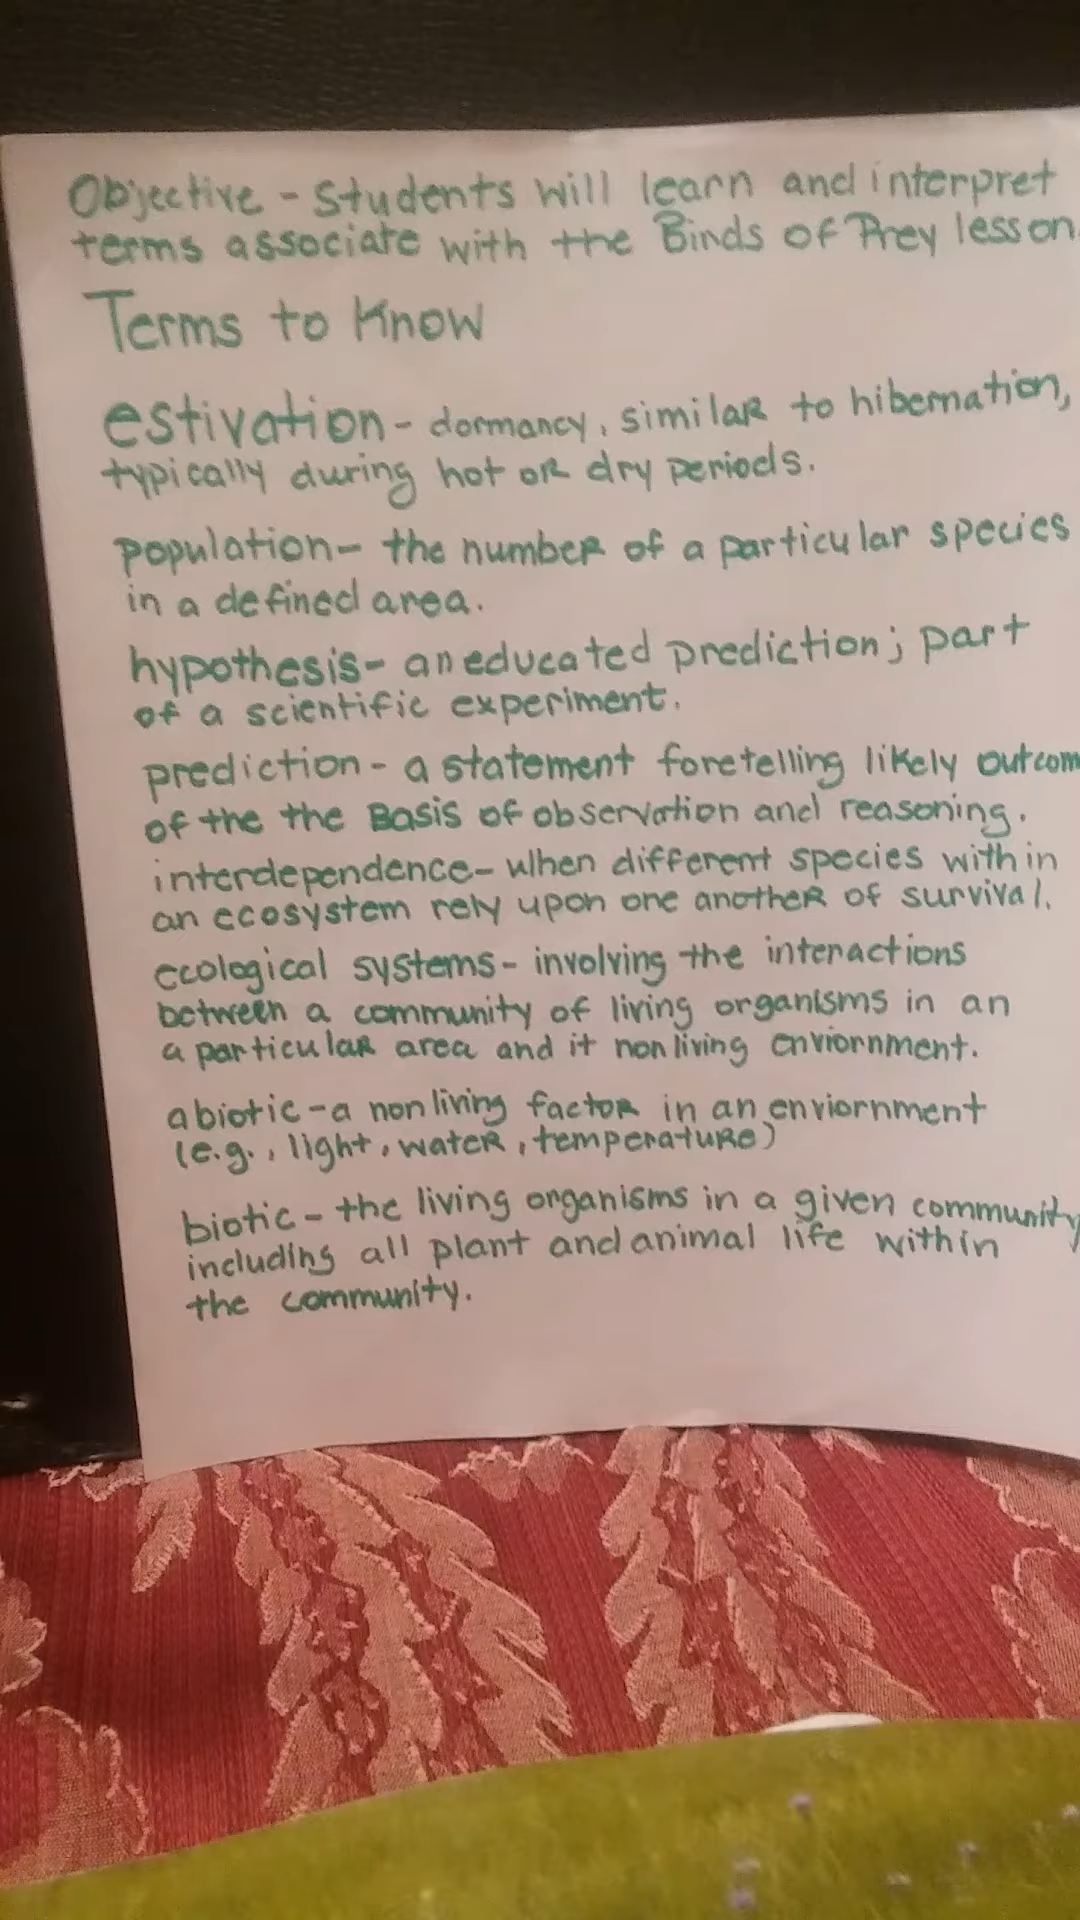 Objective - Students will learn and interpret
terms associate with the Binds of Prey lesson.
Terms to Know
estivation - dormancy, similar to hibernation,
typically during hot or dry periods.
population - the number of a particular species
in a defined area.
hypothesis - an educated prediction; part
of a scientific experiment.
prediction - a statement foretelling likely outcom
of the the Basis of observation and reasoning.
interdependence - when different species within
an ecosystem rely upon one another of survival.
ecological systems - involving the interactions
between a community of living organisms in an
a particular area and it nonliving enviornment.
abiotic - a nonliving factor in an enviornment
(e.g., light, water, temperature)
biotic - the living organisms in a given community
including all plant and animal life within
the community.